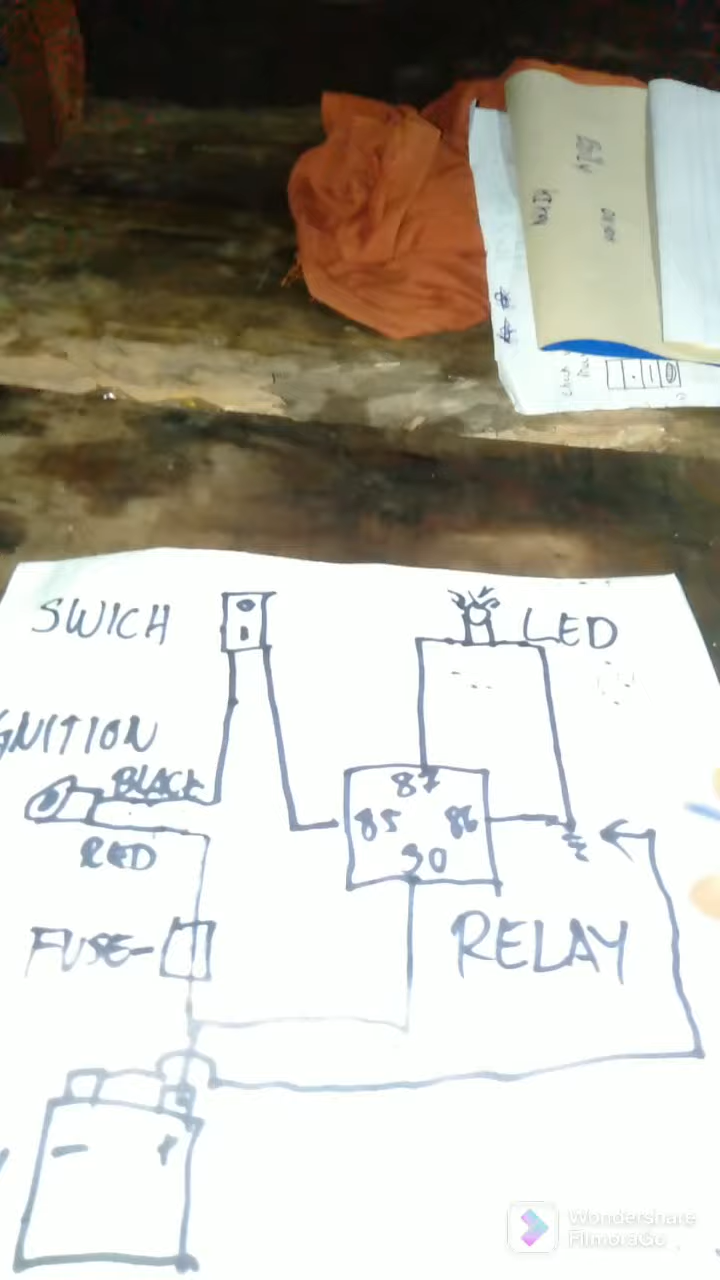 SWICH
LED
GNITION
BLACK
RED
87
85
86
30
FUSE-
RELAY
- +
Wondershare
FilmoraGo